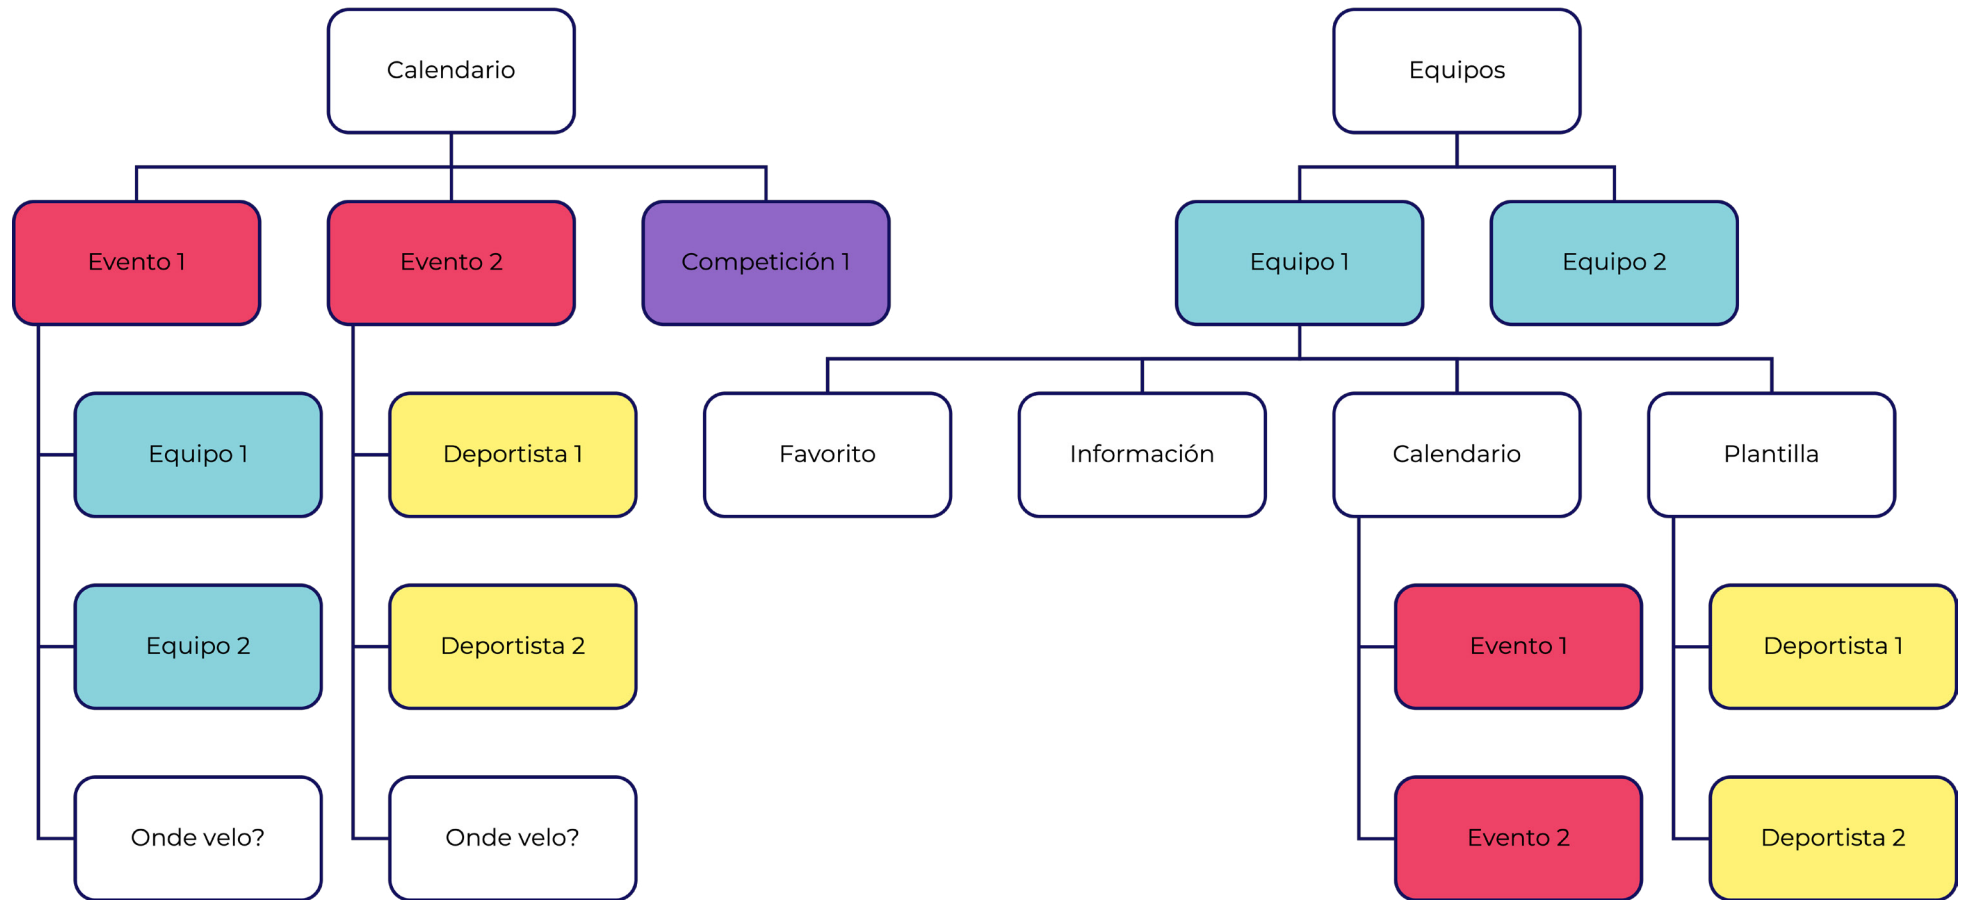 Calendario
Equipos
Evento 1
Evento 2
Competición 1
Equipo 1
Equipo 2
Equipo 1
Deportista 1
Favorito
Información
Calendario
Plantilla
Equipo 2
Deportista 2
Evento 1
Deportista 1
Onde velo?
Onde velo?
Evento 2
Deportista 2